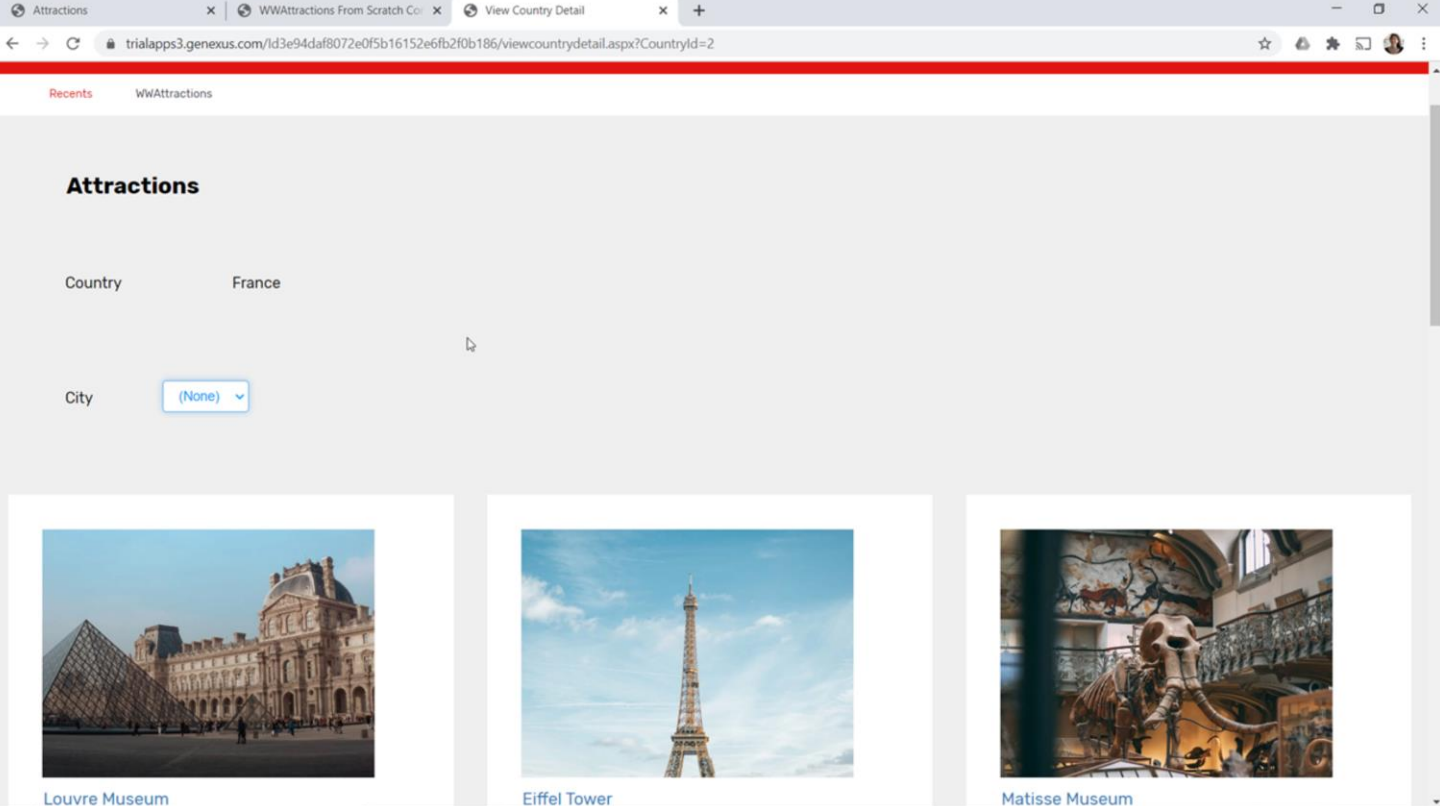 Attractions
WWAttractions From Scratch Co
View Country Detail
trialapps3.genexus.com/Id3e94daf8072e0f5b16152e6fb2f0b186/viewcountrydetail.aspx?CountryId=2
Recents
WWAttractions
Attractions
Country France
City (None)
Louvre Museum
Eiffel Tower
Matisse Museum